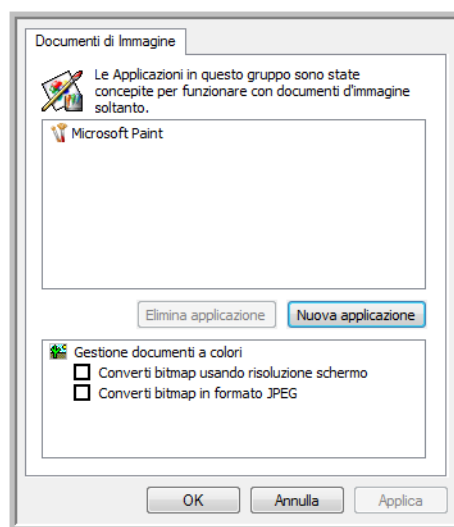 Documenti di Immagine
Le Applicazioni in questo gruppo sono state
concepite per funzionare con documenti d'immagine
soltanto.
Microsoft Paint
Elimina applicazione
Nuova applicazione
Gestione documenti a colori
Converti bitmap usando risoluzione schermo
Converti bitmap in formato JPEG
OK
Annulla
Applica